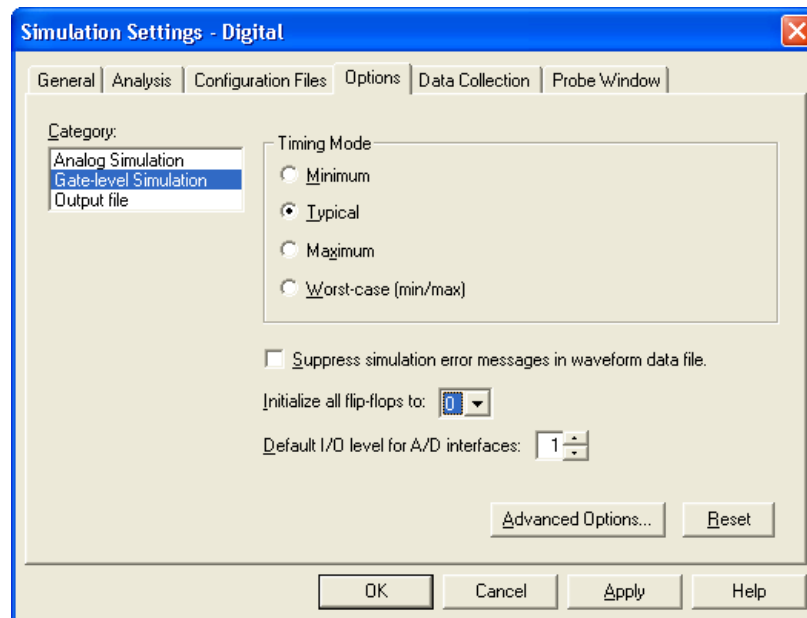 Simulation Settings - Digital
General Analysis Configuration Files Options Data Collection Probe Window
Category:
Analog Simulation
Gate-level Simulation
Output file
Timing Mode
Minimum
Typical
Maximum
Worst-case (min/max)
Suppress simulation error messages in waveform data file.
Initialize all flip-flops to: 0
Default I/O level for A/D interfaces: 1
Advanced Options... Reset
OK Cancel Apply Help